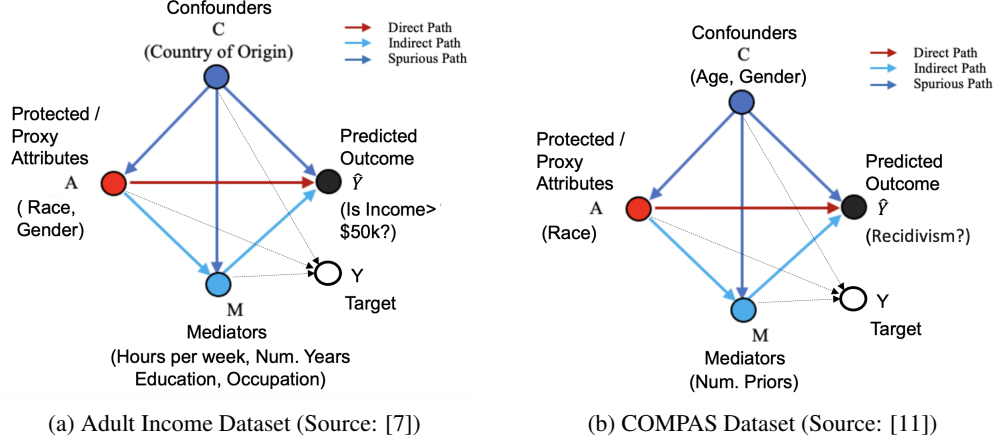 Confounders
C
(Country of Origin)
Direct Path
Indirect Path
Spurious Path
Protected /
Proxy
Attributes
A
( Race,
Gender)
Predicted
Outcome
Ŷ
(Is Income>
$50k?)
Y
Target
M
Mediators
(Hours per week, Num. Years
Education, Occupation)
(a) Adult Income Dataset (Source: [7])
Confounders
C
(Age, Gender)
Direct Path
Indirect Path
Spurious Path
Protected /
Proxy
Attributes
A
(Race)
Predicted
Outcome
Ŷ
(Recidivism?)
Y
Target
M
Mediators
(Num. Priors)
(b) COMPAS Dataset (Source: [11])